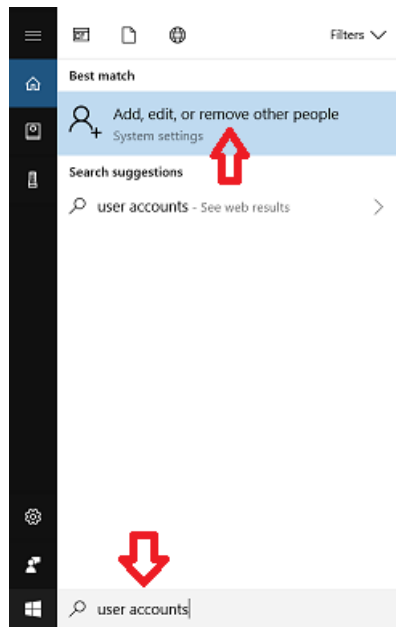 Filters
Best match
Add, edit, or remove other people
System settings
Search suggestions
user accounts - See web results
user accounts